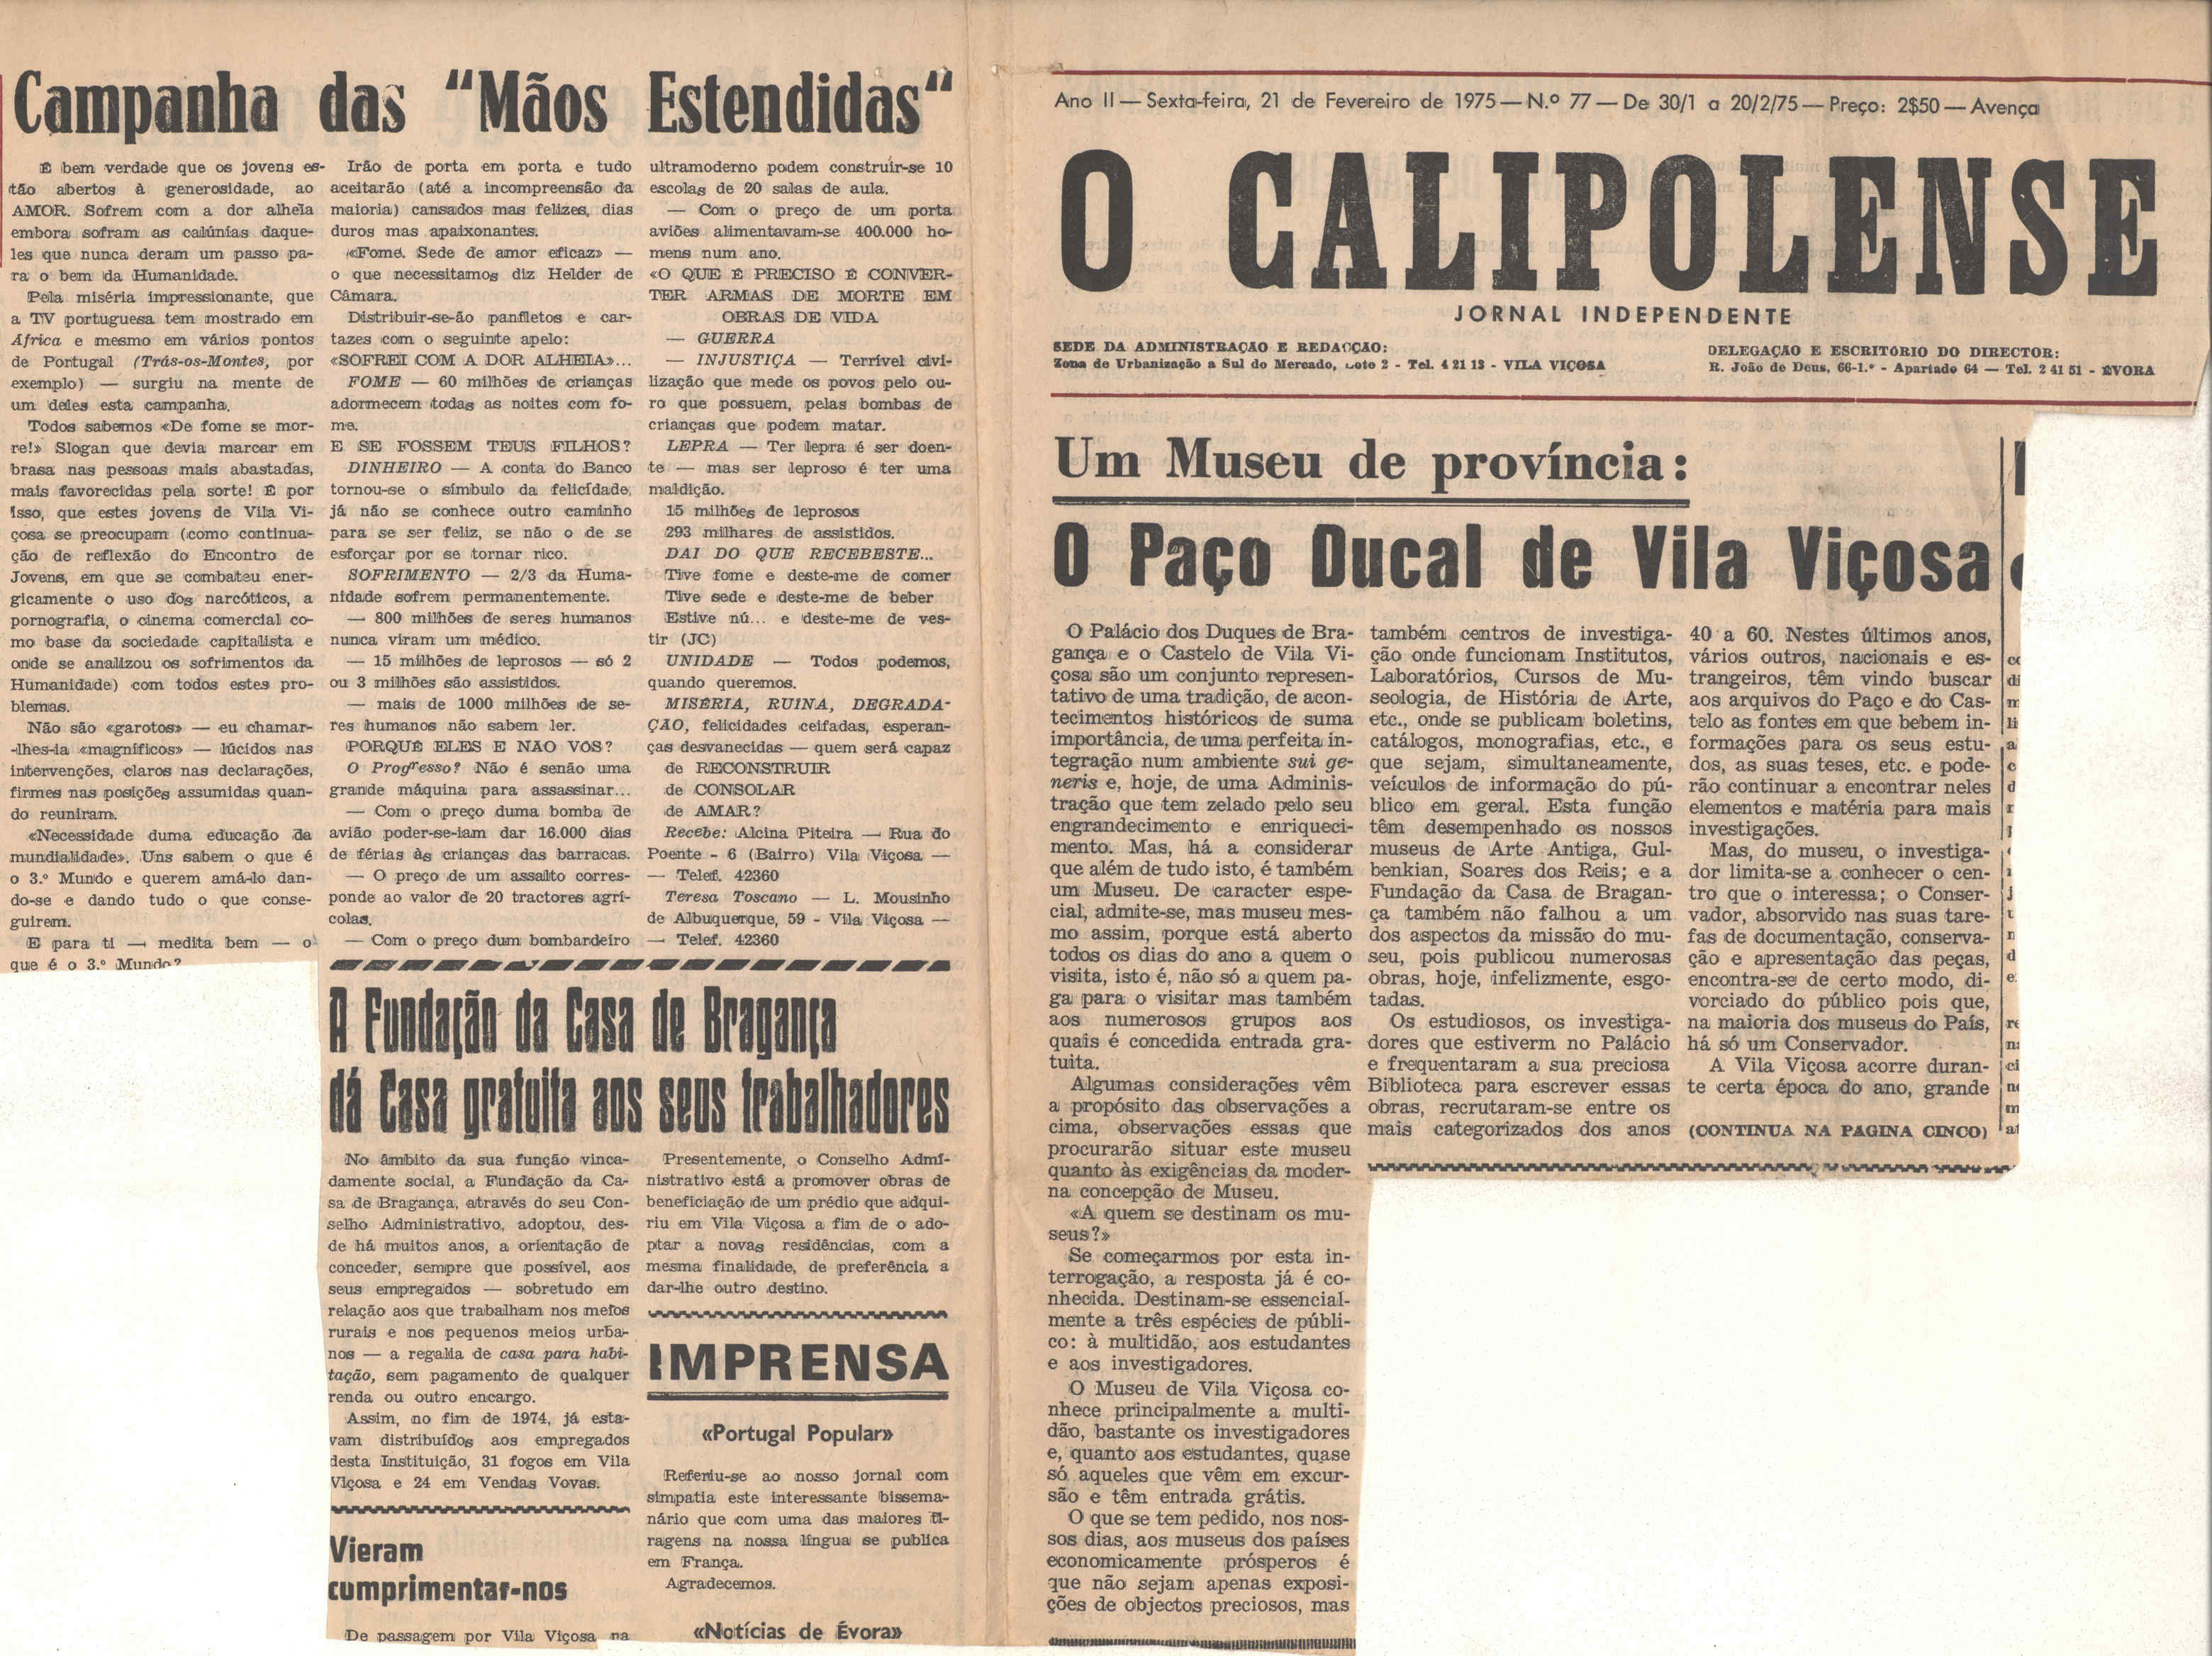 Campanha das "Mãos Estendidas"
É bem verdade que os jovens es-
tão abertos à generosidade, ao
AMOR. Sofrem com a dor alheia
embora sofram as calúnias daque-
les que nunca deram um passo pa-
ra o bem da Humanidade.
Pela miséria impressionante, que
a TV portuguesa tem mostrado em
África e mesmo em vários pontos
de Portugal (Trás-os-Montes, por
exemplo) — surgiu na mente de
um deles esta campanha.
Todos sabemos «De fome se mor-
re!» Slogan que devia marcar em
brasa nas pessoas mais abastadas,
mais favorecidas pela sorte! É por
isso, que estes jovens de Vila Vi-
çosa se preocupam (como continua-
ção de reflexão do Encontro de
Jovens, em que se combateu ener-
gicamente o uso dos narcóticos, a
pornografia, o cinema comercial co-
mo base da sociedade capitalista e
onde se analizou os sofrimentos da
Humanidade) com todos estes pro-
blemas.
Não são «garotos» — eu chamar-
-lhes-ia «magníficos» — lúcidos nas
intervenções, claros nas declarações,
firmes nas posições assumidas quan-
do reuniram.
«Necessidade duma educação da
mundialidade». Uns sabem o que é
o 3.º Mundo e querem amá-lo dan-
do-se e dando tudo o que conse-
guirem.
E para ti — medita bem — o
que é o 3.º Mundo?
Irão de porta em porta e tudo
aceitarão (até a incompreensão da
maioria) cansados mas felizes, dias
duros mas apaixonantes.
«Fome. Sede de amor eficaz» —
o que necessitamos diz Helder de
Câmara.
Distribuir-se-ão panfletos e car-
tazes com o seguinte apelo:
«SOFREI COM A DOR ALHEIA»...
FOME — 60 milhões de crianças
adormecem todas as noites com fo-
me.
E SE FOSSEM TEUS FILHOS?
DINHEIRO — A conta do Banco
tornou-se o símbulo da felicidade,
já não se conhece outro caminho
para se ser feliz, se não o de se
esforçar por se tornar rico.
SOFRIMENTO — 2/3 da Huma-
nidade sofrem permanentemente.
— 800 milhões de seres humanos
nunca viram um médico.
— 15 milhões de leprosos — só 2
ou 3 milhões são assistidos.
— mais de 1000 milhões de se-
res humanos não sabem ler.
PORQUÊ ELES E NÃO VÓS?
O Progresso? Não é senão uma
grande máquina para assassinar...
— Com o preço duma bomba de
avião poder-se-iam dar 16.000 dias
de férias às crianças das barracas.
— O preço de um assalto corres-
ponde ao valor de 20 tractores agrí-
colas.
— Com o preço dum bombardeiro
ultramoderno podem construir-se 10
escolas de 20 salas de aula.
— Com o preço de um porta
aviões alimentavam-se 400.000 ho-
mens num ano.
«O QUE É PRECISO É CONVER-
TER ARMAS DE MORTE EM
OBRAS DE VIDA
— GUERRA
— INJUSTIÇA — Terrível civi-
lização que mede os povos pelo ou-
ro que possuem, pelas bombas de
crianças que podem matar.
LEPRA — Ter lepra é ser doen-
te — mas ser leproso é ter uma
maldição.
15 milhões de leprosos
293 milhares de assistidos.
DAI DO QUE RECEBESTE...
Tive fome e deste-me de comer
Tive sede e deste-me de beber
Estive nú... e deste-me de ves-
tir (JC)
UNIDADE — Todos podemos,
quando queremos.
MISÉRIA, RUINA, DEGRADA-
ÇÃO, felicidades ceifadas, esperan-
ças desvanecidas — quem será capaz
de RECONSTRUIR
de CONSOLAR
de AMAR?
Recebe: Alcina Piteira — Rua do
Poente - 6 (Bairro) Vila Viçosa —
— Telef. 42360
Teresa Toscano — L. Mousinho
de Albuquerque, 59 - Vila Viçosa —
— Telef. 42360
A Fundação da Casa de Bragança
dá Casa gratuita aos seus trabalhadores
No âmbito da sua função vinca-
damente social, a Fundação da Ca-
sa de Bragança, através do seu Con-
selho Administrativo, adoptou, des-
de há muitos anos, a orientação de
conceder, sempre que possível, aos
seus empregados — sobretudo em
relação aos que trabalham nos meios
rurais e nos pequenos meios urba-
nos — a regalia de casa para habi-
tação, sem pagamento de qualquer
renda ou outro encargo.
Assim, no fim de 1974, já esta-
vam distribuídos aos empregados
desta Instituição, 31 fogos em Vila
Viçosa e 24 em Vendas Vovas.
Presentemente, o Conselho Admi-
nistrativo está a promover obras de
beneficiação de um prédio que adqui-
riu em Vila Viçosa a fim de o ado-
ptar a novas residências, com a
mesma finalidade, de preferência a
dar-lhe outro destino.
Vieram
cumprimentar-nos
De passagem por Vila Viçosa na
IMPRENSA
«Portugal Popular»
Referiu-se ao nosso jornal com
simpatia este interessante bissema-
nário que com uma das maiores ti-
ragens na nossa língua se publica
em França.
Agradecemos.
«Notícias de Évora»
Ano II — Sexta-feira, 21 de Fevereiro de 1975 — N.º 77 — De 30/1 a 20/2/75 — Preço: 2$50 — Avença
O CALIPOLENSE
JORNAL INDEPENDENTE
SEDE DA ADMINISTRAÇÃO E REDACÇÃO:
Zona de Urbanização a Sul do Mercado, Lote 2 - Tel. 4 21 13 - VILA VIÇOSA
DELEGAÇÃO E ESCRITÓRIO DO DIRECTOR:
R. João de Deus, 66-1.º - Apartado 64 — Tel. 2 41 51 - ÉVORA
Um Museu de província:
O Paço Ducal de Vila Viçosa
O Palácio dos Duques de Bra-
gança e o Castelo de Vila Vi-
çosa são um conjunto represen-
tativo de uma tradição, de acon-
tecimentos históricos de suma
importância, de uma perfeita in-
tegração num ambiente sui ge-
neris e, hoje, de uma Adminis-
tração que tem zelado pelo seu
engrandecimento e enriqueci-
mento. Mas, há a considerar
que além de tudo isto, é também
um Museu. De caracter espe-
cial, admite-se, mas museu mes-
mo assim, porque está aberto
todos os dias do ano a quem o
visita, isto é, não só a quem pa-
ga para o visitar mas também
aos numerosos grupos aos
quais é concedida entrada gra-
tuita.
Algumas considerações vêm
a propósito das observações a
cima, observações essas que
procurarão situar este museu
quanto às exigências da moder-
na concepção de Museu.
«A quem se destinam os mu-
seus?»
Se começarmos por esta in-
terrogação, a resposta já é co-
nhecida. Destinam-se essencial-
mente a três espécies de públi-
co: à multidão, aos estudantes
e aos investigadores.
O Museu de Vila Viçosa co-
nhece principalmente a multi-
dão, bastante os investigadores
e, quanto aos estudantes, quase
só aqueles que vêm em excur-
são e têm entrada grátis.
O que se tem pedido, nos nos-
sos dias, aos museus dos países
economicamente prósperos é
que não sejam apenas exposi-
ções de objectos preciosos, mas
também centros de investiga-
ção onde funcionam Institutos,
Laboratórios, Cursos de Mu-
seologia, de História de Arte,
etc., onde se publicam boletins,
catálogos, monografias, etc., e
que sejam, simultaneamente,
veículos de informação do pú-
blico em geral. Esta função
têm desempenhado os nossos
museus de Arte Antiga, Gul-
benkian, Soares dos Reis; e a
Fundação da Casa de Bragan-
ça também não falhou a um
dos aspectos da missão do mu-
seu, pois publicou numerosas
obras, hoje, infelizmente, esgo-
tadas.
Os estudiosos, os investiga-
dores que estiverm no Palácio
e frequentaram a sua preciosa
Biblioteca para escrever essas
obras, recrutaram-se entre os
mais categorizados dos anos
40 a 60. Nestes últimos anos,
vários outros, nacionais e es-
trangeiros, têm vindo buscar
aos arquivos do Paço e do Cas-
telo as fontes em que bebem in-
formações para os seus estu-
dos, as suas teses, etc. e pode-
rão continuar a encontrar neles
elementos e matéria para mais
investigações.
Mas, do museu, o investiga-
dor limita-se a conhecer o cen-
tro que o interessa; o Conser-
vador, absorvido nas suas tare-
fas de documentação, conserva-
ção e apresentação das peças,
encontra-se de certo modo, di-
vorciado do público pois que,
na maioria dos museus do País,
há só um Conservador.
A Vila Viçosa acorre duran-
te certa época do ano, grande
(CONTINUA NA PAGINA CINCO)